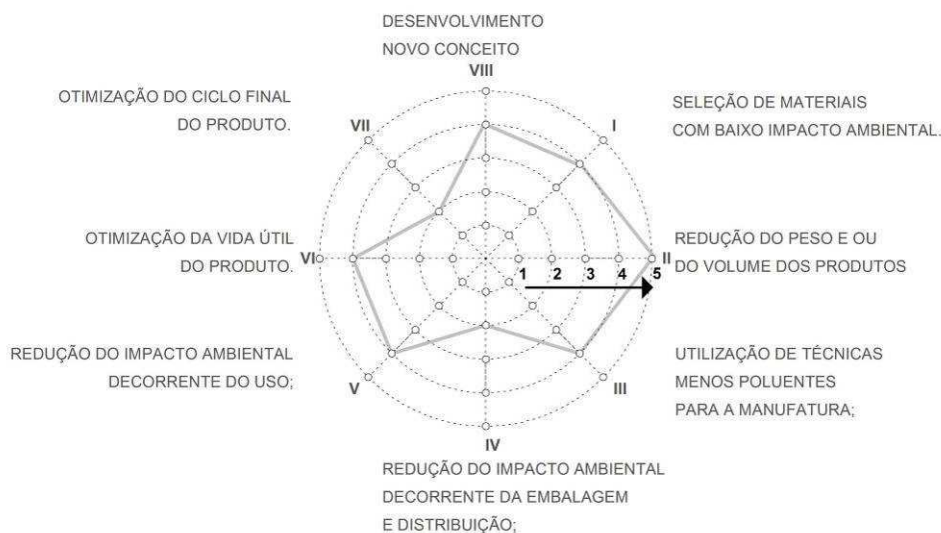 DESENVOLVIMENTO
NOVO CONCEITO
VIII
OTIMIZAÇÃO DO CICLO FINAL
DO PRODUTO.
VII
I
SELEÇÃO DE MATERIAIS
COM BAIXO IMPACTO AMBIENTAL.
OTIMIZAÇÃO DA VIDA ÚTIL
DO PRODUTO.
VI
II
REDUÇÃO DO PESO E OU
DO VOLUME DOS PRODUTOS
1 2 3 4 5
REDUÇÃO DO IMPACTO AMBIENTAL
DECORRENTE DO USO;
V
III
UTILIZAÇÃO DE TÉCNICAS
MENOS POLUENTES
PARA A MANUFATURA;
IV
REDUÇÃO DO IMPACTO AMBIENTAL
DECORRENTE DA EMBALAGEM
E DISTRIBUIÇÃO;